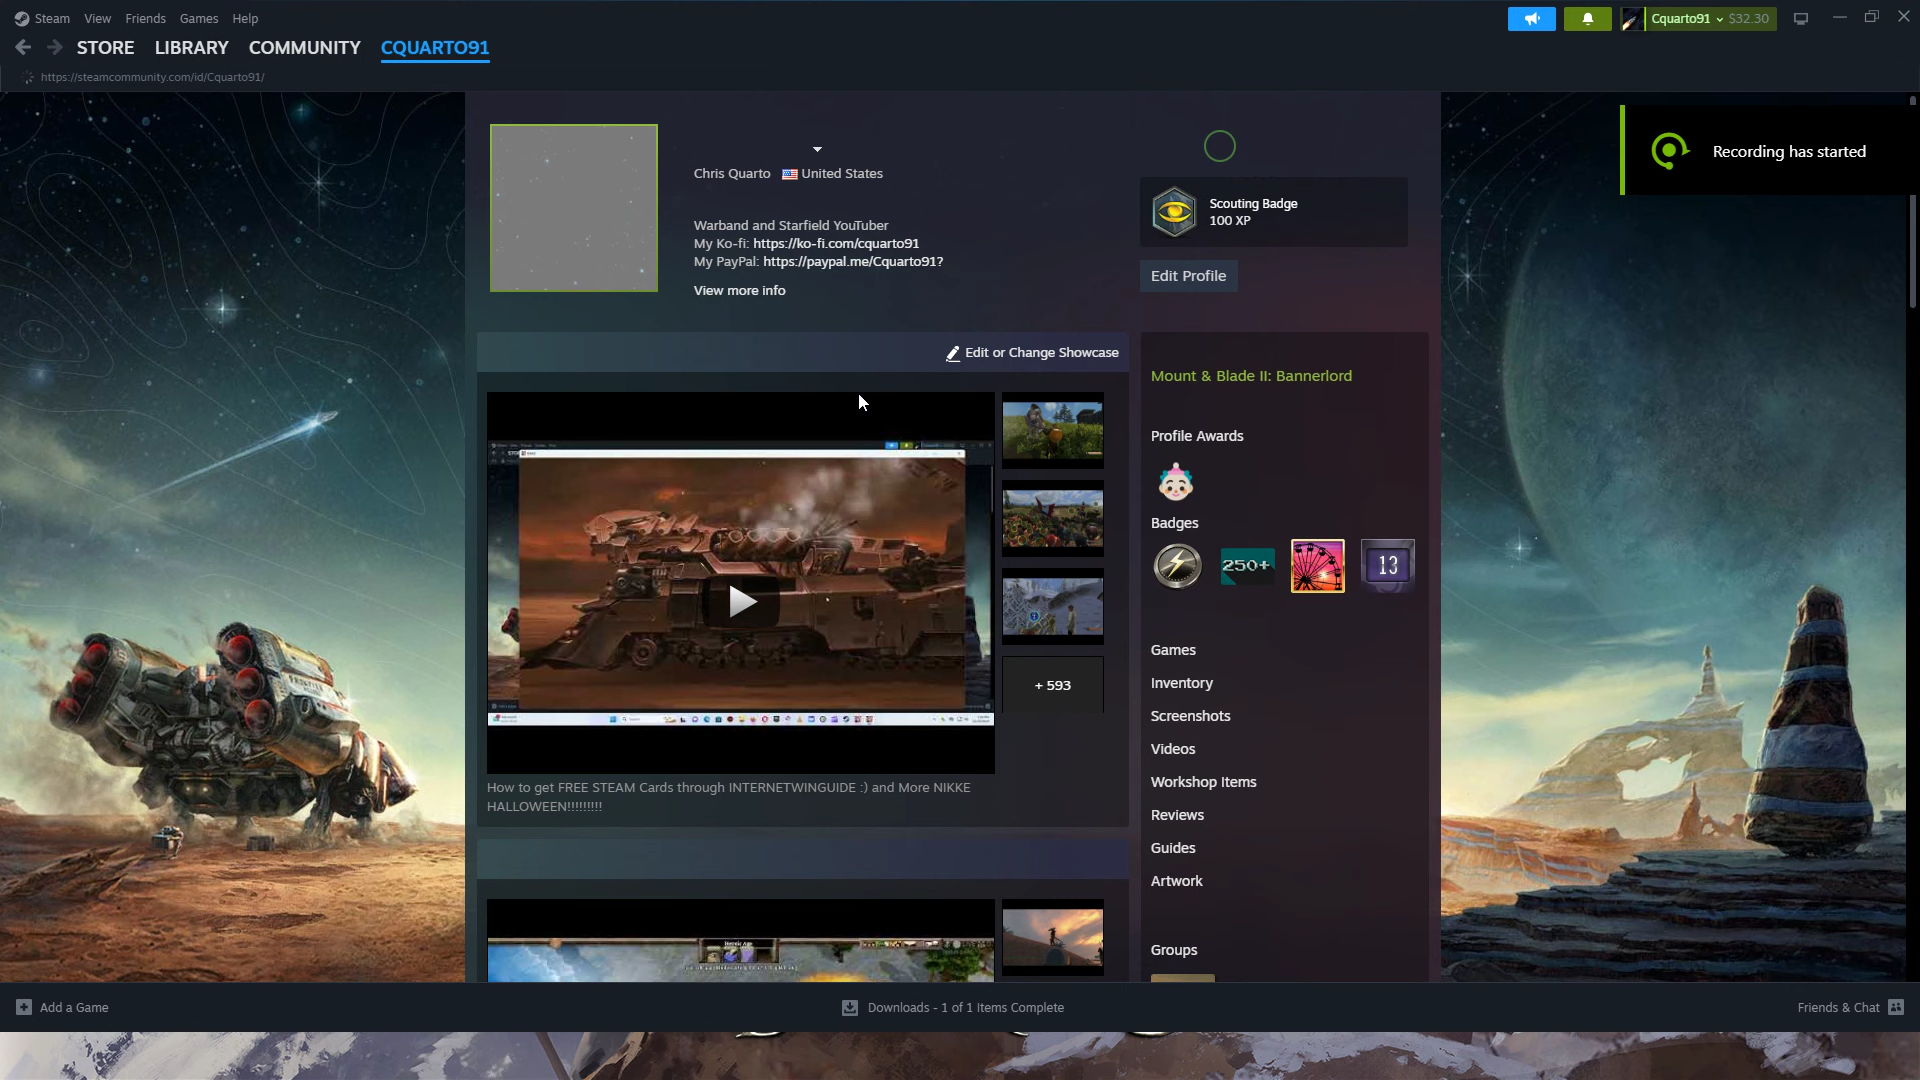 Steam View Friends Games Help
Cquarto91 $32.30
STORE LIBRARY COMMUNITY CQUARTO91
https://steamcommunity.com/id/Cquarto91/
Recording has started
Chris Quarto United States
Warband and Starfield YouTuber
My Ko-fi: https://ko-fi.com/cquarto91
My PayPal: https://paypal.me/Cquarto91?
View more info
Scouting Badge
100 XP
Edit Profile
Edit or Change Showcase
+ 593
How to get FREE STEAM Cards through INTERNETWINGUIDE :) and More NIKKE
HALLOWEEN!!!!!!!!!
Heroic Age
Mount & Blade II: Bannerlord
Profile Awards
Badges
250+
13
Games
Inventory
Screenshots
Videos
Workshop Items
Reviews
Guides
Artwork
Groups
Add a Game
Downloads - 1 of 1 Items Complete
Friends & Chat